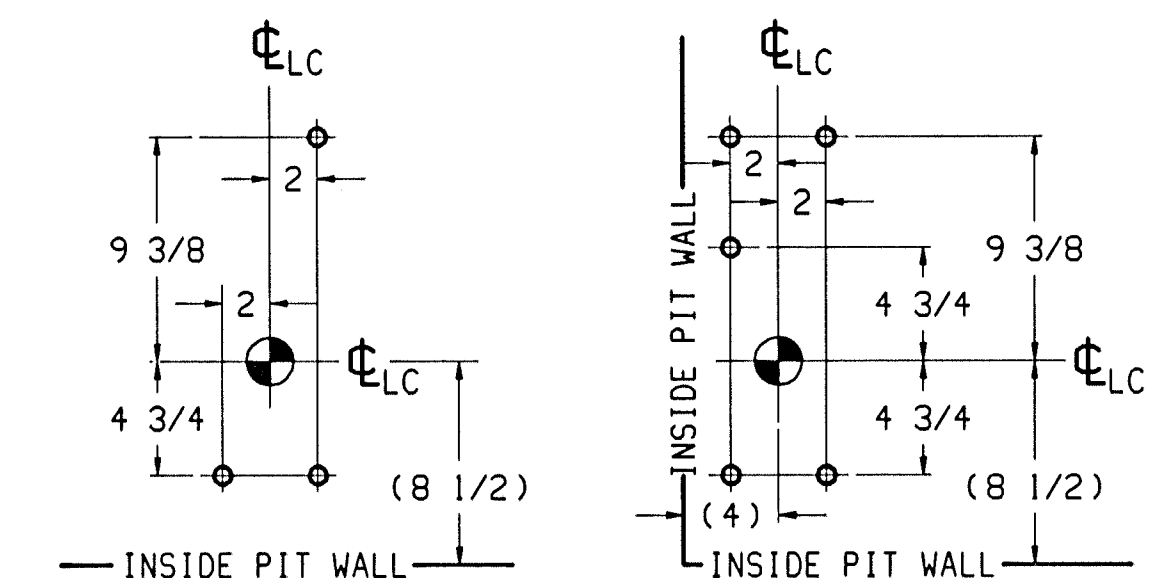 ℄LC
2
9 3/8
2
℄LC
4 3/4
(8 1/2)
INSIDE PIT WALL
℄LC
2
2
INSIDE PIT WALL
9 3/8
4 3/4
℄LC
4 3/4
(8 1/2)
(4)
INSIDE PIT WALL